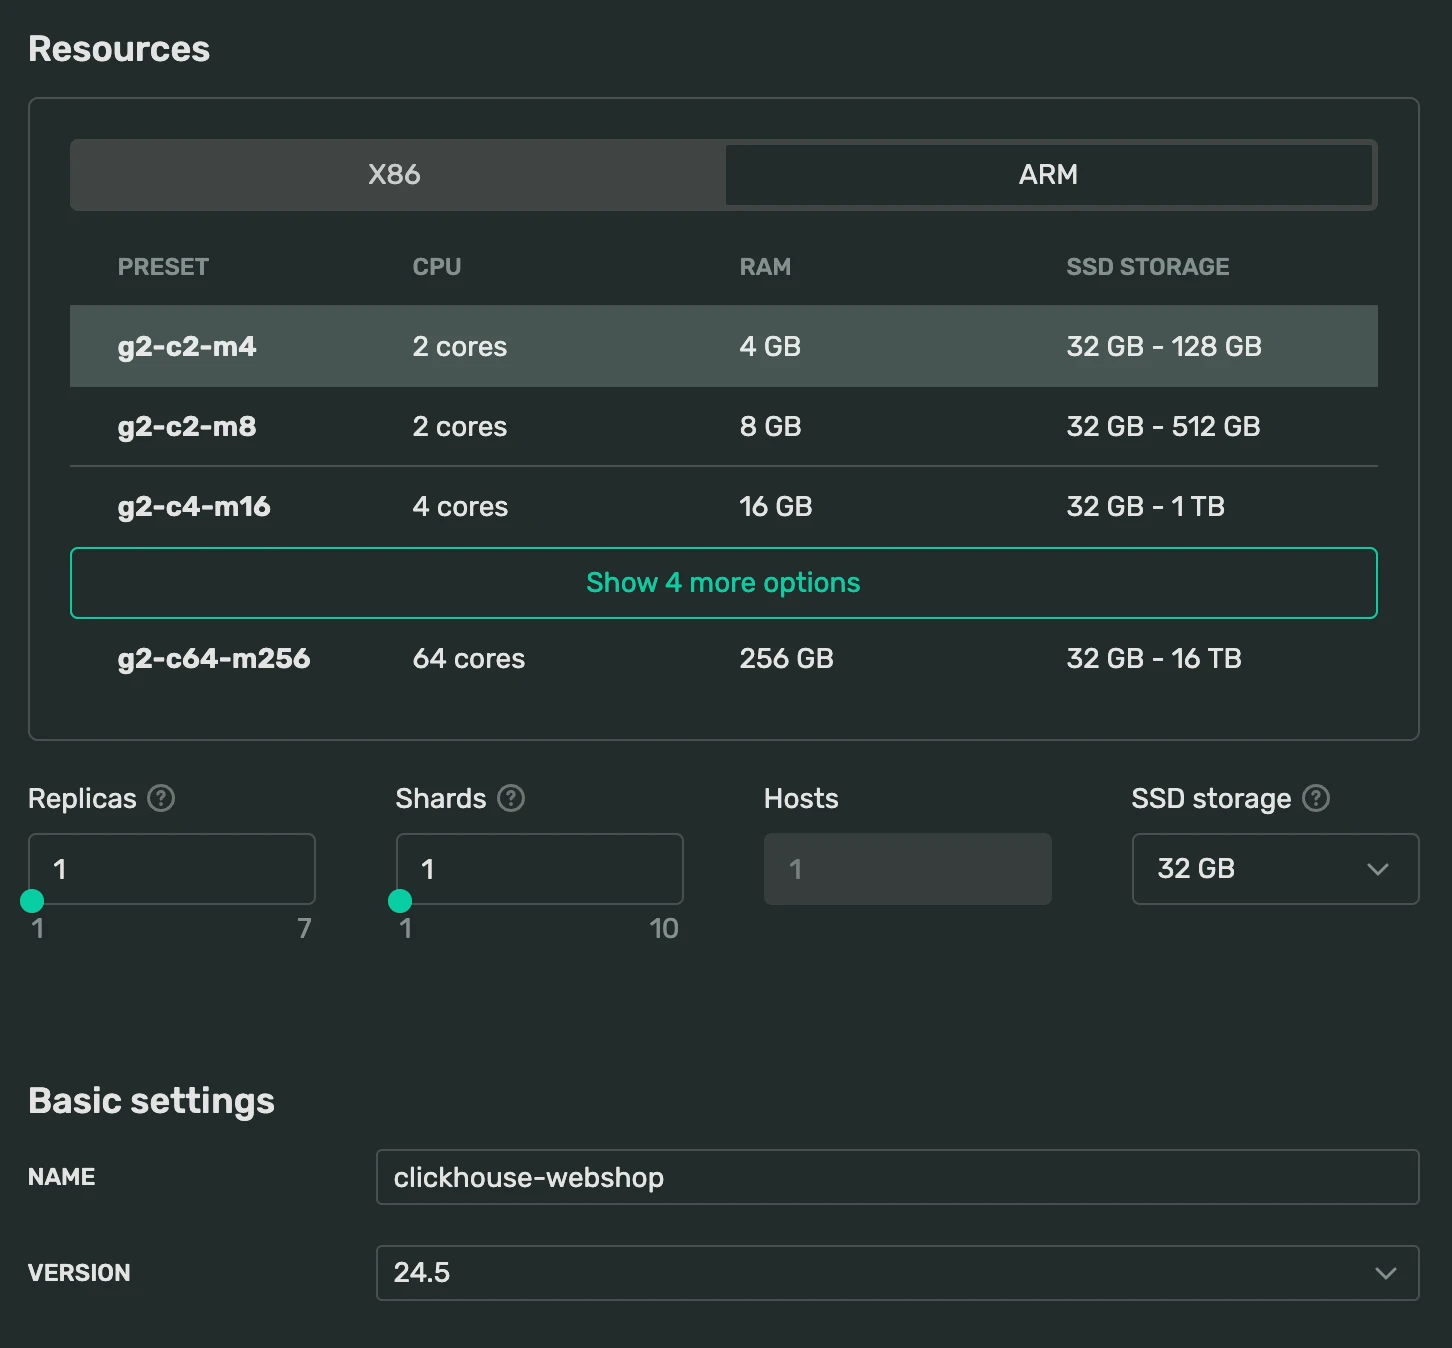 Resources
X86 ARM
PRESET CPU RAM SSD STORAGE
g2-c2-m4 2 cores 4 GB 32 GB - 128 GB
g2-c2-m8 2 cores 8 GB 32 GB - 512 GB
g2-c4-m16 4 cores 16 GB 32 GB - 1 TB
Show 4 more options
g2-c64-m256 64 cores 256 GB 32 GB - 16 TB
Replicas ? Shards ? Hosts SSD storage ?
1 1 1 32 GB
1 7 1 10
Basic settings
NAME clickhouse-webshop
VERSION 24.5